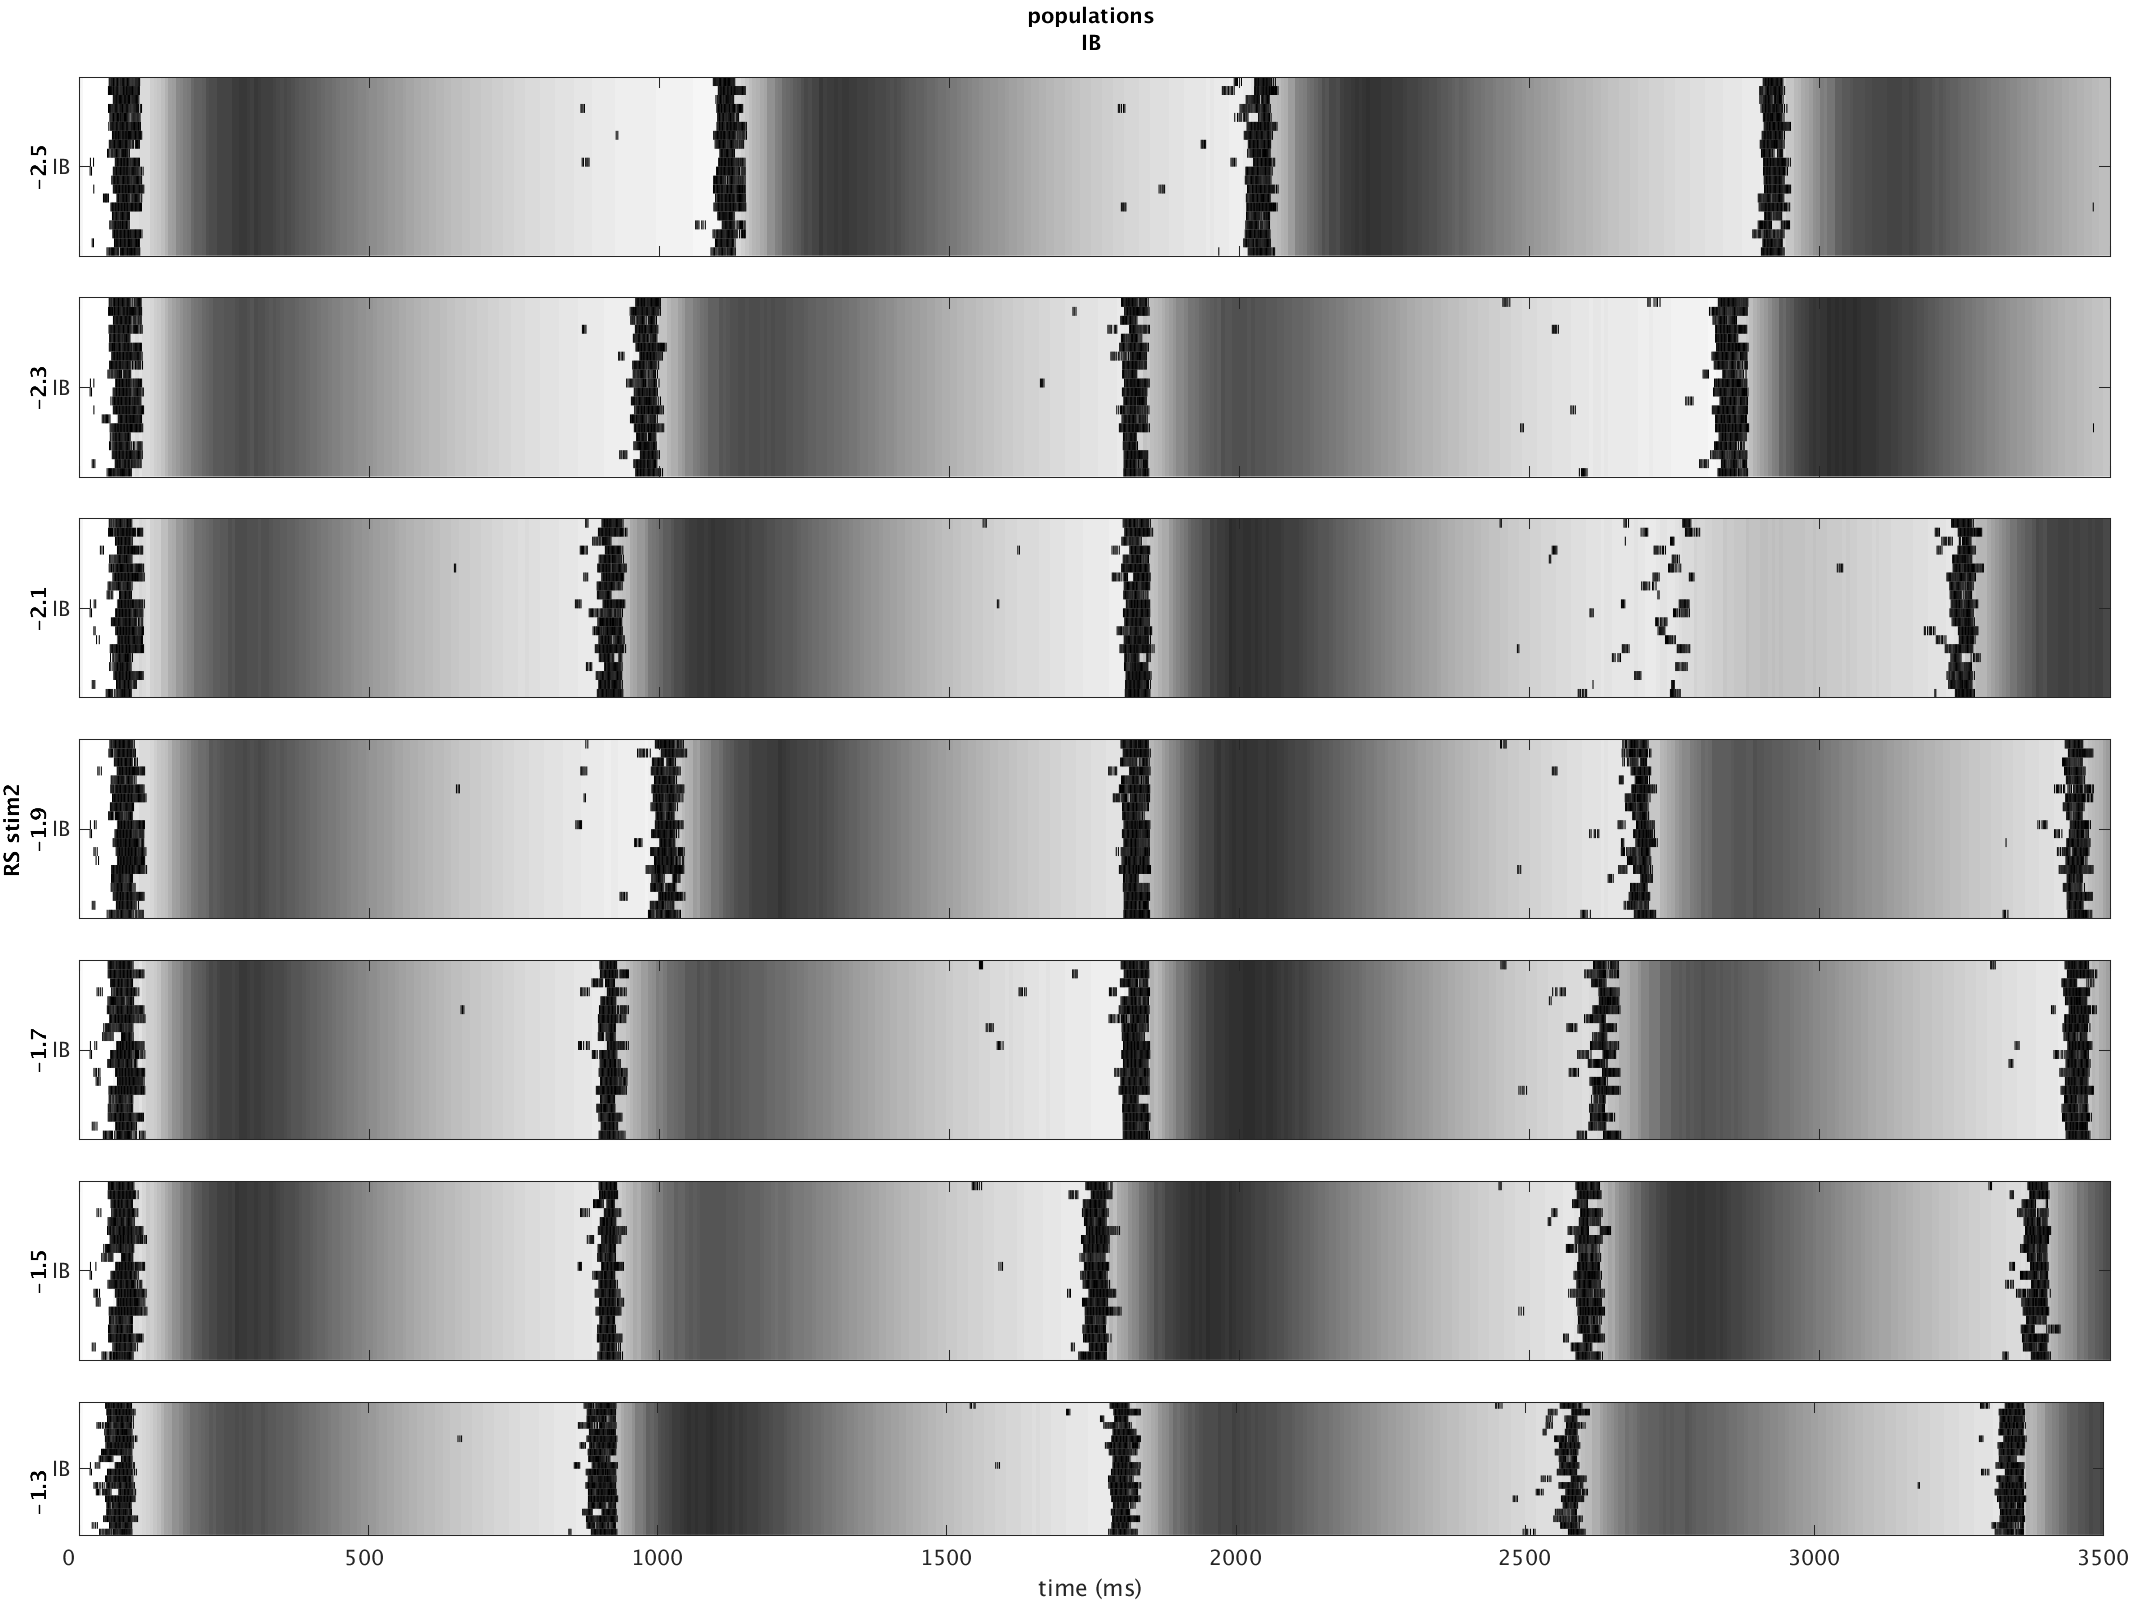 populations
IB
-2.5 IB
-2.3 IB
-2.1 IB
RS stim2
-1.9 IB
-1.7 IB
-1.5 IB
-1.3 IB
0 500 1000 1500 2000 2500 3000 3500
time (ms)